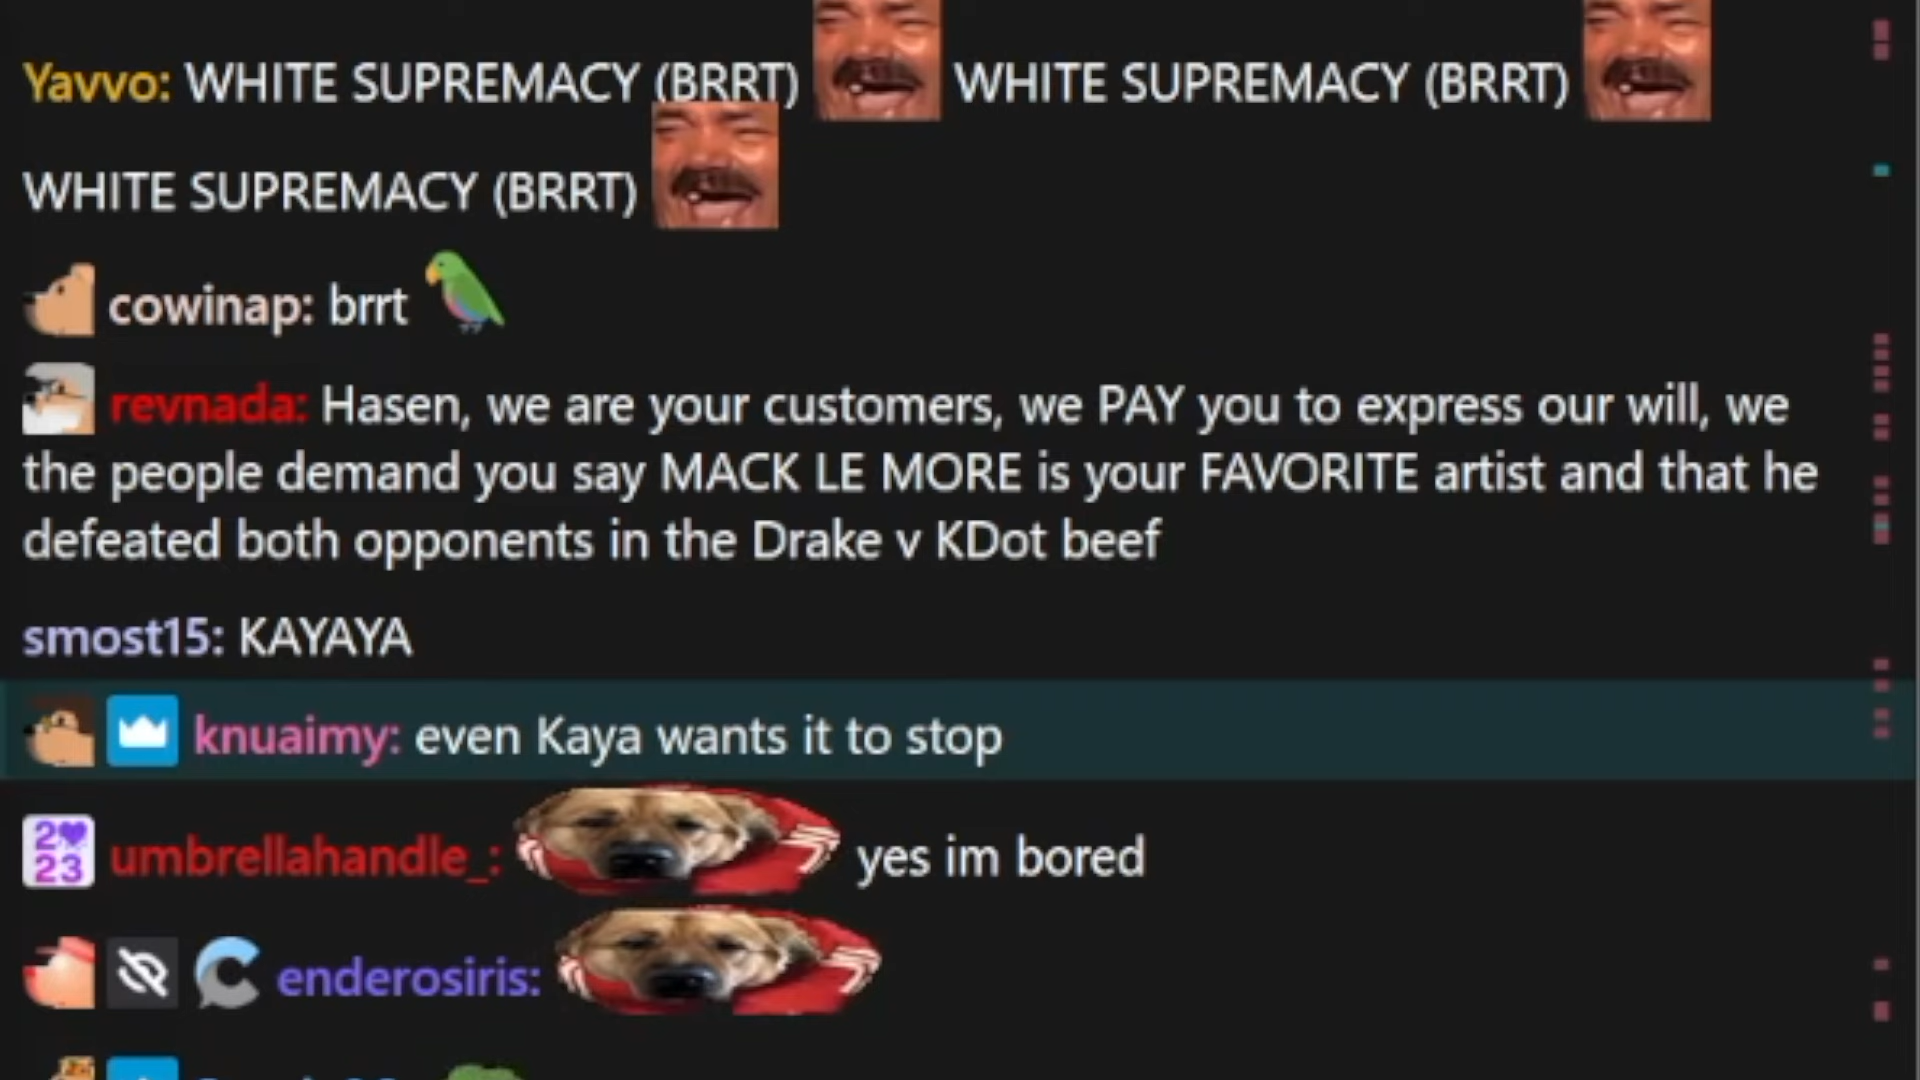 Yavvo: WHITE SUPREMACY (BRRT) WHITE SUPREMACY (BRRT)
WHITE SUPREMACY (BRRT)
cowinap: brrt
revnada: Hasen, we are your customers, we PAY you to express our will, we
the people demand you say MACK LE MORE is your FAVORITE artist and that he
defeated both opponents in the Drake v KDot beef
smost15: KAYAYA
knuaimy: even Kaya wants it to stop
2023 umbrellahandle_: yes im bored
enderosiris: